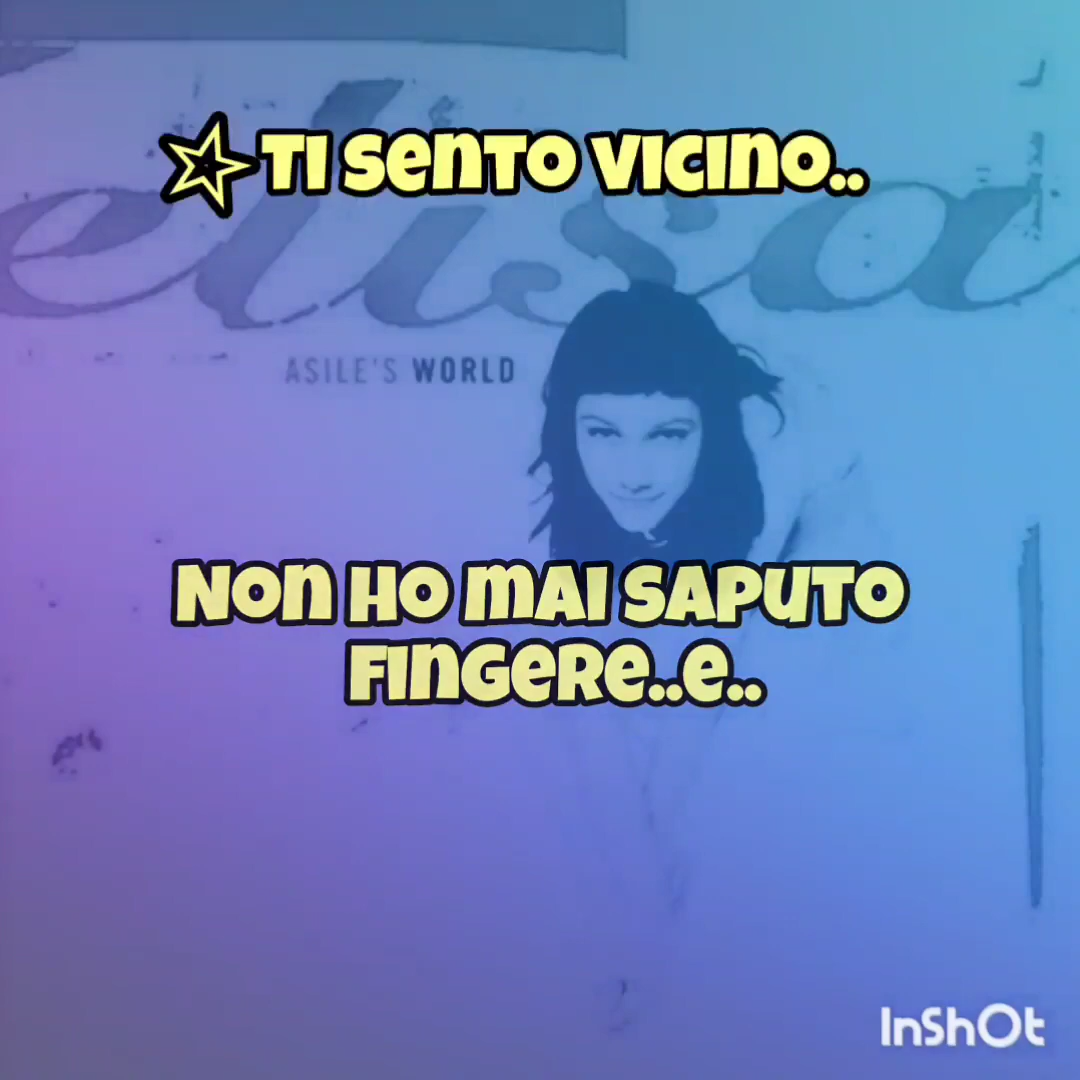 ☆ Ti sento vicino..
elisa
ASILE'S WORLD
Non ho mai saputo
fingere..e..
InShOt